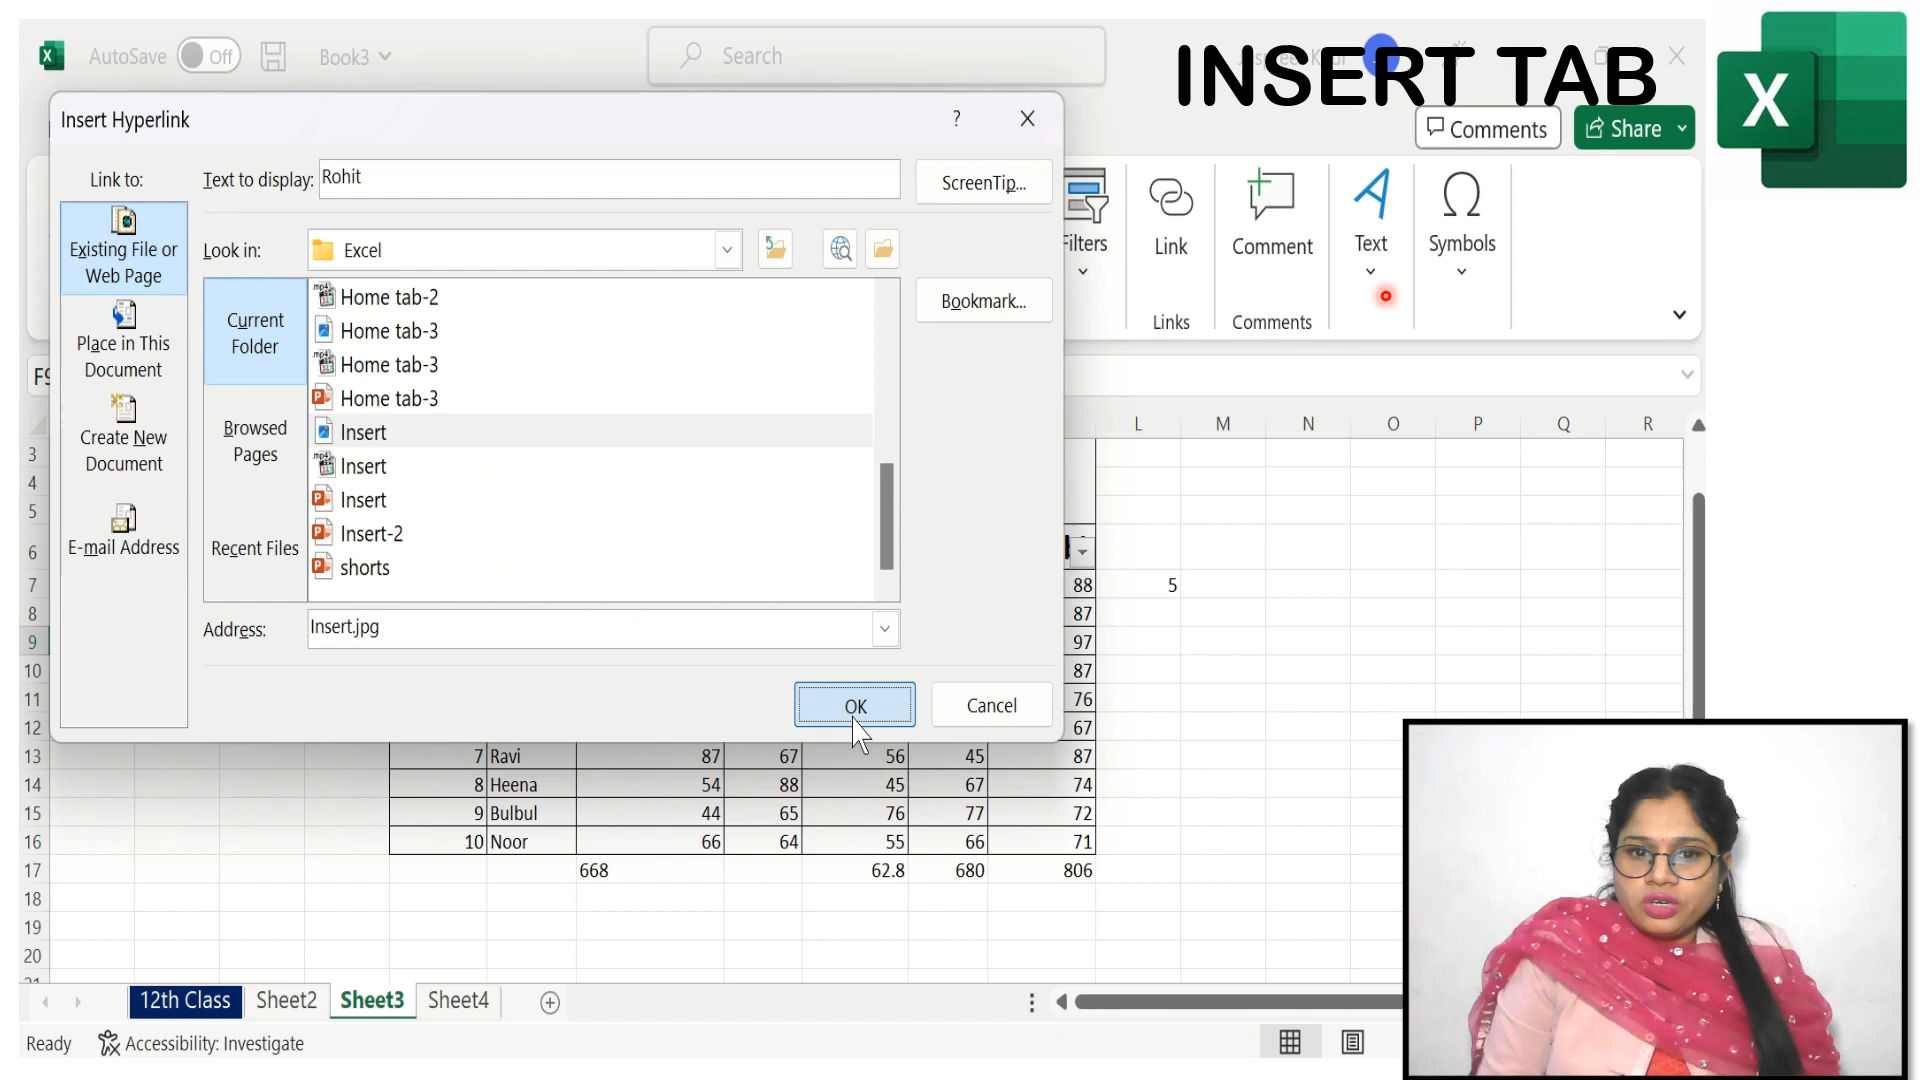 AutoSave Off Book3 Search
INSERT TAB
X
Insert Hyperlink ? 
Comments Share
Link to: Text to display: Rohit ScreenTip...
Existing File or
Web Page
Look in: Excel
Place in This
Document
Create New
Document
E-mail Address
Current
Folder
Browsed
Pages
Recent Files
Home tab-2
Home tab-3
Home tab-3
Home tab-3
Insert
Insert
Insert
Insert-2
shorts
Bookmark...
Address: Insert.jpg
OK Cancel
Filters Link Comment Text Symbols
Links Comments
L M N O P Q R
3
4
5
6
7 88 5
8 87
9 97
10 87
11 76
12 67
13 7 Ravi 87 67 56 45 87
14 8 Heena 54 88 45 67 74
15 9 Bulbul 44 65 76 77 72
16 10 Noor 66 64 55 66 71
17 668 62.8 680 806
18
19
20
12th Class Sheet2 Sheet3 Sheet4
Ready Accessibility: Investigate